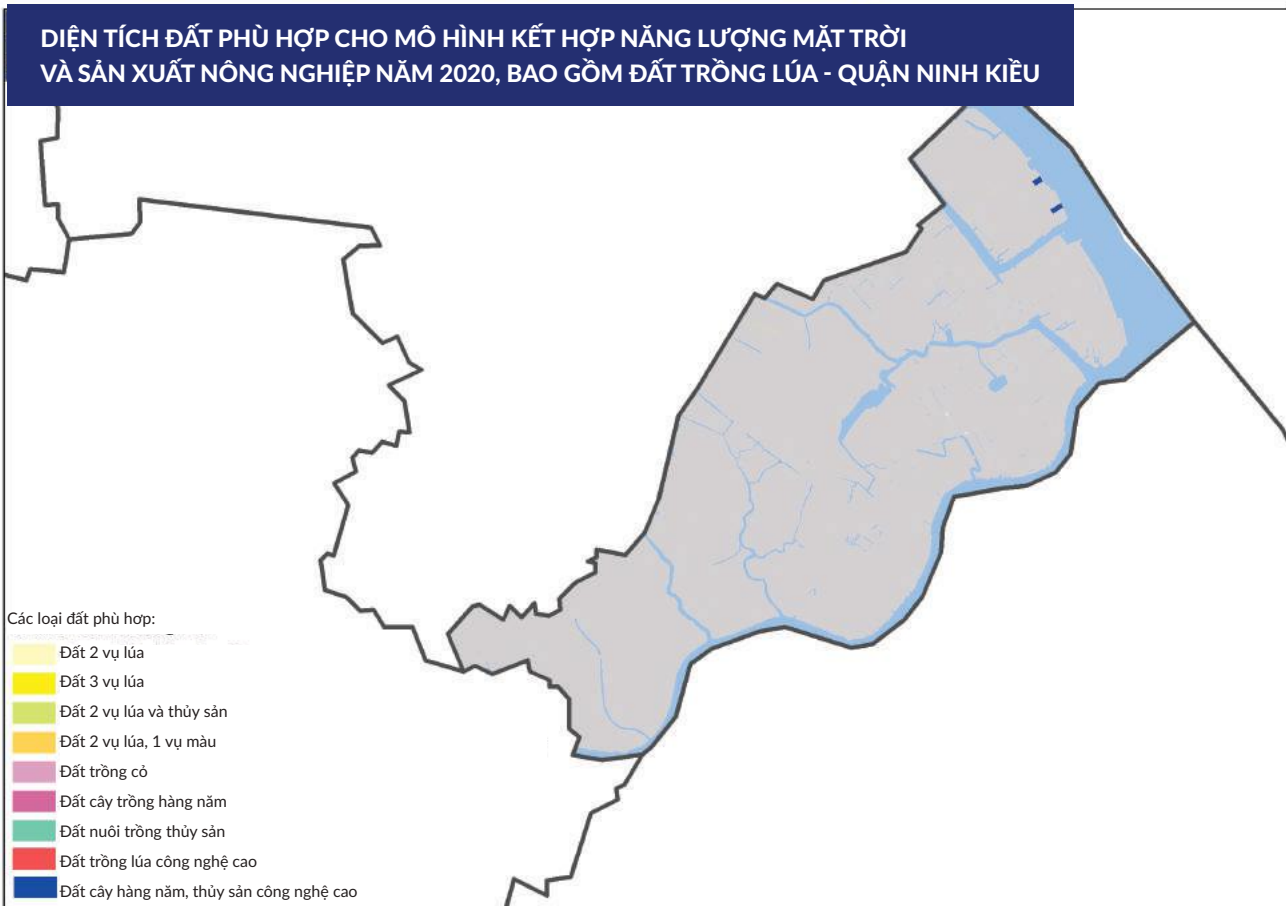 DIỆN TÍCH ĐẤT PHÙ HỢP CHO MÔ HÌNH KẾT HỢP NĂNG LƯỢNG MẶT TRỜI
VÀ SẢN XUẤT NÔNG NGHIỆP NĂM 2020, BAO GỒM ĐẤT TRỒNG LÚA - QUẬN NINH KIỀU
Các loại đất phù hợp:
Đất 2 vụ lúa
Đất 3 vụ lúa
Đất 2 vụ lúa và thủy sản
Đất 2 vụ lúa, 1 vụ màu
Đất trồng cỏ
Đất cây trồng hàng năm
Đất nuôi trồng thủy sản
Đất trồng lúa công nghệ cao
Đất cây hàng năm, thủy sản công nghệ cao